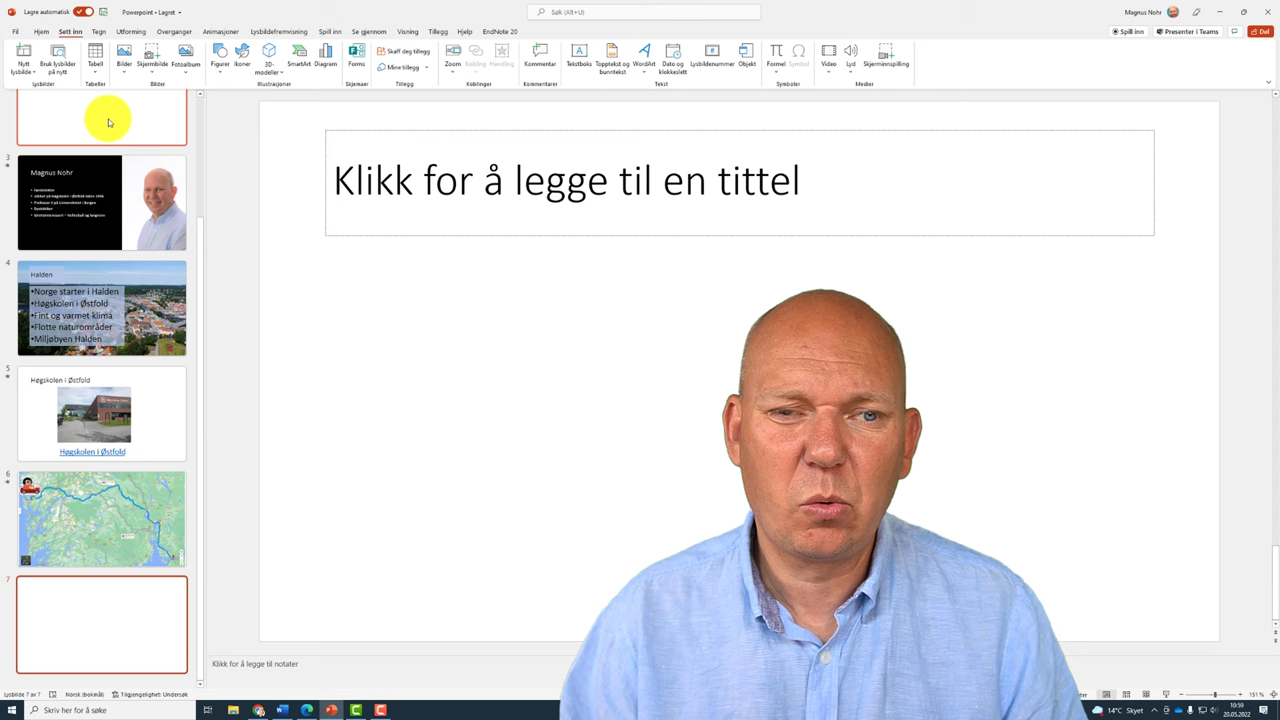 Lagre automatisk
Powerpoint • Lagret
Søk (Alt+U)
Magnus Nohr
Fil Hjem Sett inn Tegn Utforming Overganger Animasjoner Lysbildefremvisning Spill inn Se gjennom Visning Tillegg Hjelp EndNote 20
Spill inn Presenter i Teams Del
Nytt lysbilde
Bruk lysbilder på nytt
Tabell
Bilder
Skjermbilde
Fotoalbum
Figurer
Ikoner
3D-modeller
SmartArt
Diagram
Forms
Skaff deg tillegg
Mine tillegg
Zoom
Kobling
Handling
Kommentar
Tekstboks
Topptekst og bunntekst
WordArt
Dato og klokkeslett
Lysbildenummer
Objekt
Formel
Symbol
Video
Lyd
Skjerminnspilling
Lysbilder Tabeller Bilder Illustrasjoner Skjemaer Tillegg Koblinger Kommentarer Tekst Symboler Medier
3
Magnus Nohr
4
Halden
•Norge starter i Halden
•Høgskolen i Østfold
•Fint og varmet klima
•Flotte naturområder
•Miljøbyen Halden
5
Høgskolen i Østfold
Høgskolen i Østfold
6
7
Klikk for å legge til en tittel
Klikk for å legge til notater
Lysbilde 7 av 7
Norsk (bokmål)
Tilgjengelighet: Undersøk
151 %
Skriv her for å søke
14°C Skyet
10:59
20.05.2022